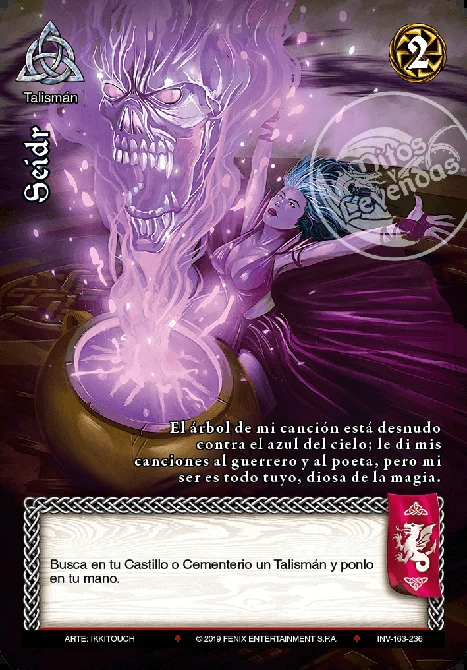 2
Talismán
Seidr
Mitos
Leyendas
El árbol de mi canción está desnudo
contra el azul del cielo; le di mis
canciones al guerrero y al poeta, pero mi
ser es todo tuyo, diosa de la magia.
Busca en tu Castillo o Cementerio un Talismán y ponlo
en tu mano.
ARTE: IKKITOUCH
© 2019 FENIX ENTERTAINMENT S.P.A.
INV-163-236